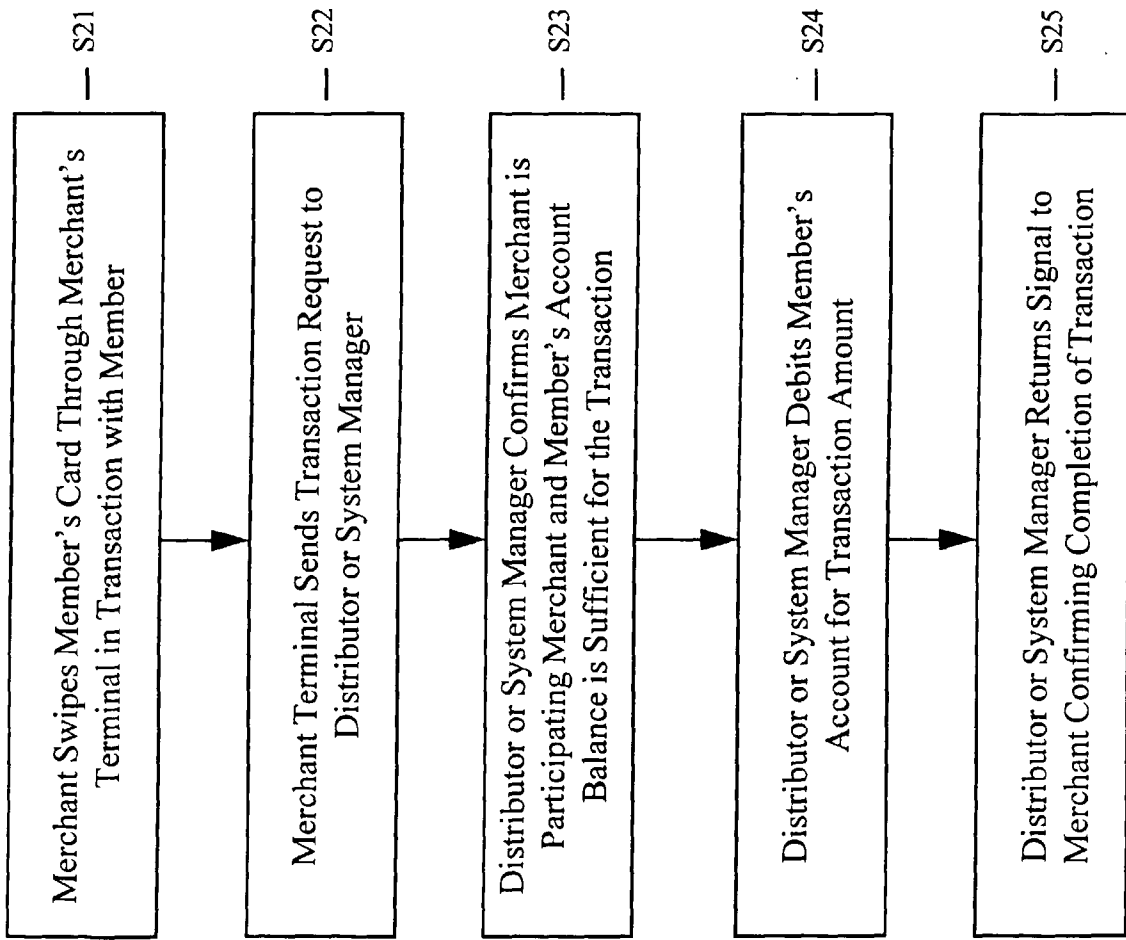 Merchant Swipes Member's Card Through Merchant's
Terminal in Transaction with Member
S21
Merchant Terminal Sends Transaction Request to
Distributor or System Manager
S22
Distributor or System Manager Confirms Merchant is
Participating Merchant and Member's Account
Balance is Sufficient for the Transaction
S23
Distributor or System Manager Debits Member's
Account for Transaction Amount
S24
Distributor or System Manager Returns Signal to
Merchant Confirming Completion of Transaction
S25